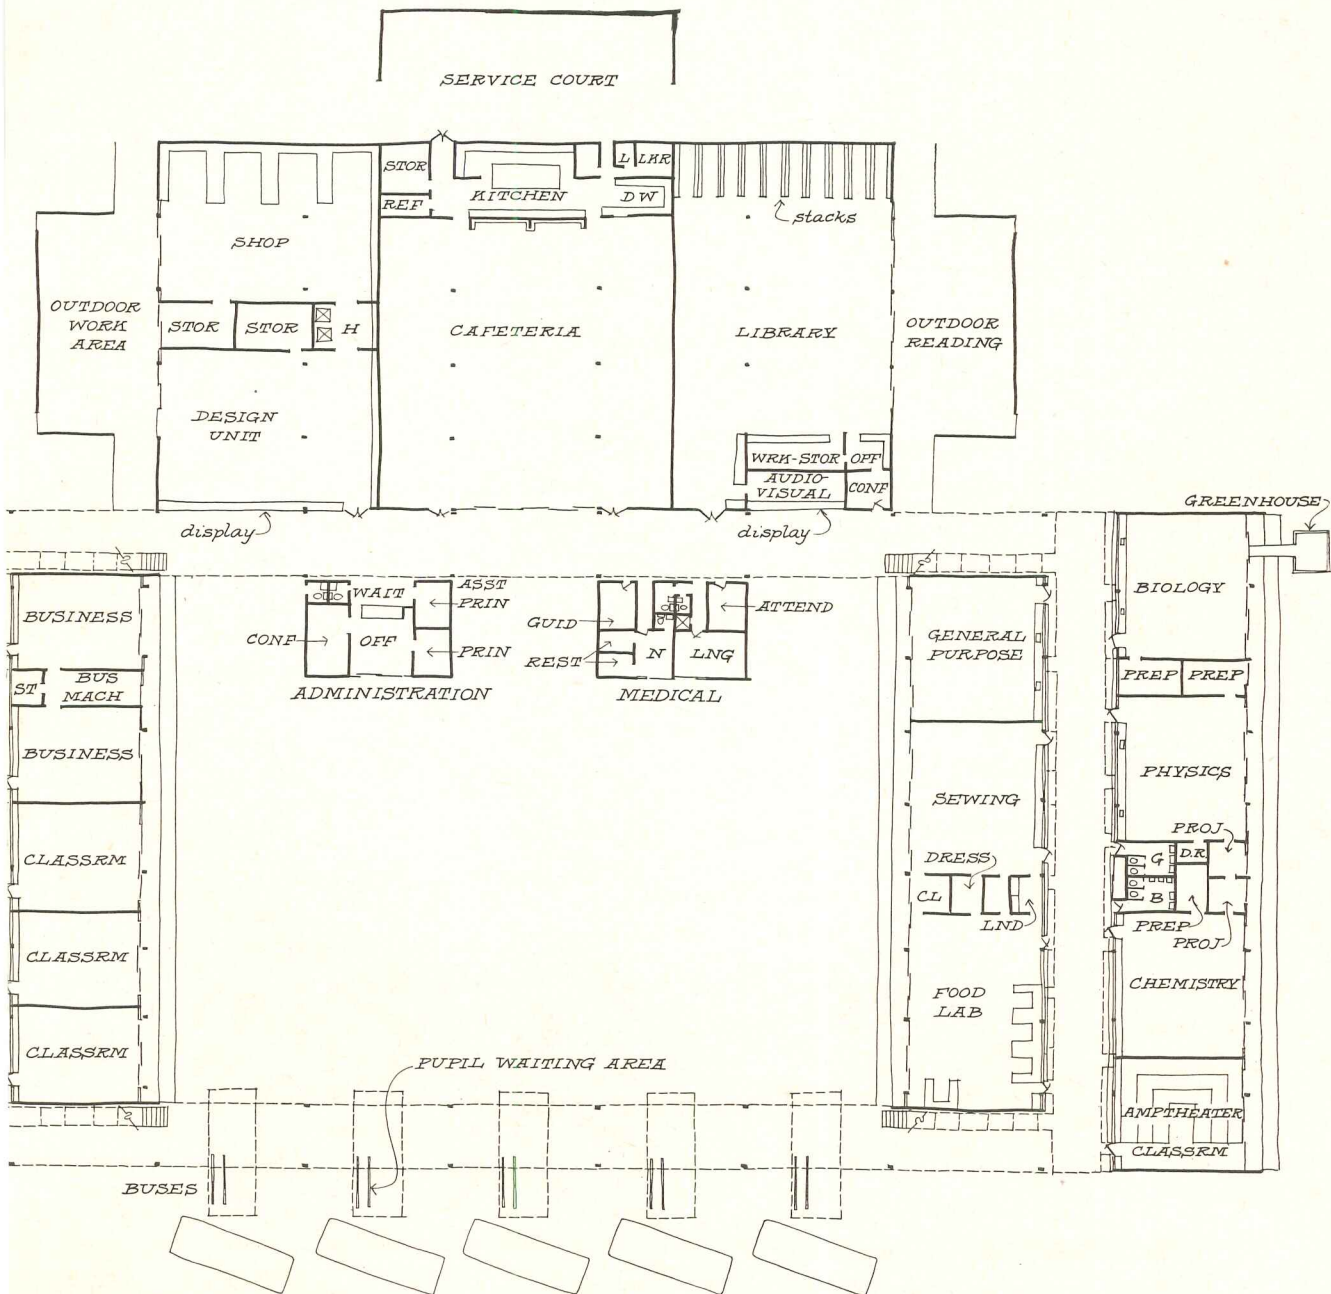 SERVICE COURT
STOR
L
LKR
REF
KITCHEN
DW
stacks
SHOP
OUTDOOR
WORK
AREA
STOR
STOR
H
CAFETERIA
LIBRARY
OUTDOOR
READING
DESIGN
UNIT
WRK-STOR
OFF
AUDIO-
VISUAL
CONF
display
display
GREENHOUSE
BUSINESS
WAIT
ASST
PRIN
CONF
OFF
PRIN
ADMINISTRATION
GUID
ATTEND
REST
N
LNG
MEDICAL
GENERAL
PURPOSE
BIOLOGY
PREP
PREP
ST
BUS
MACH
BUSINESS
SEWING
PHYSICS
PROJ
CLASSRM
DRESS
G
D.R.
CL
B
LND
PREP
PROJ
CLASSRM
FOOD
LAB
CHEMISTRY
CLASSRM
PUPIL WAITING AREA
AMPTHEATER
CLASSRM
BUSES